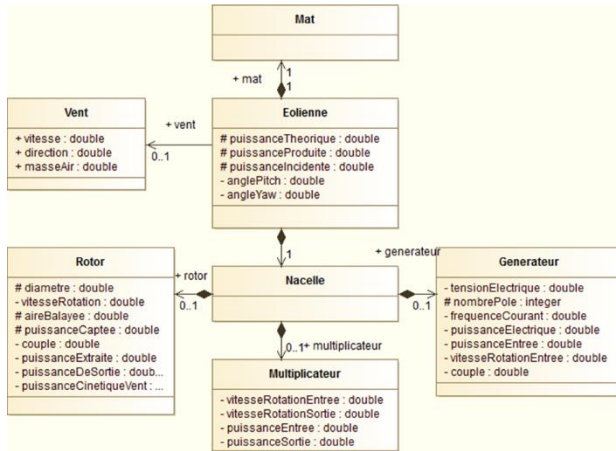 Mat
1
+ mat
1
Vent
+ vitesse : double
+ direction : double
+ masseAir : double
+ vent
0..1
Eolienne
# puissanceTheorique : double
# puissanceProduite : double
# puissanceIncidente : double
- anglePitch : double
- angleYaw : double
1
Rotor
# diametre : double
- vitesseRotation : double
# aireBalayee : double
# puissanceCaptee : double
- couple : double
- puissanceExtraite : double
- puissanceDeSortie : doub...
- puissanceCinetiqueVent : ...
+ rotor
0..1
Nacelle
+ generateur
0..1
Generateur
- tensionElectrique : double
# nombrePole : integer
- frequenceCourant : double
- puissanceElectrique : double
- puissanceEntree : double
- vitesseRotationEntree : double
- couple : double
0..1 + multiplicateur
Multiplicateur
- vitesseRotationEntree : double
- vitesseRotationSortie : double
- puissanceEntree : double
- puissanceSortie : double